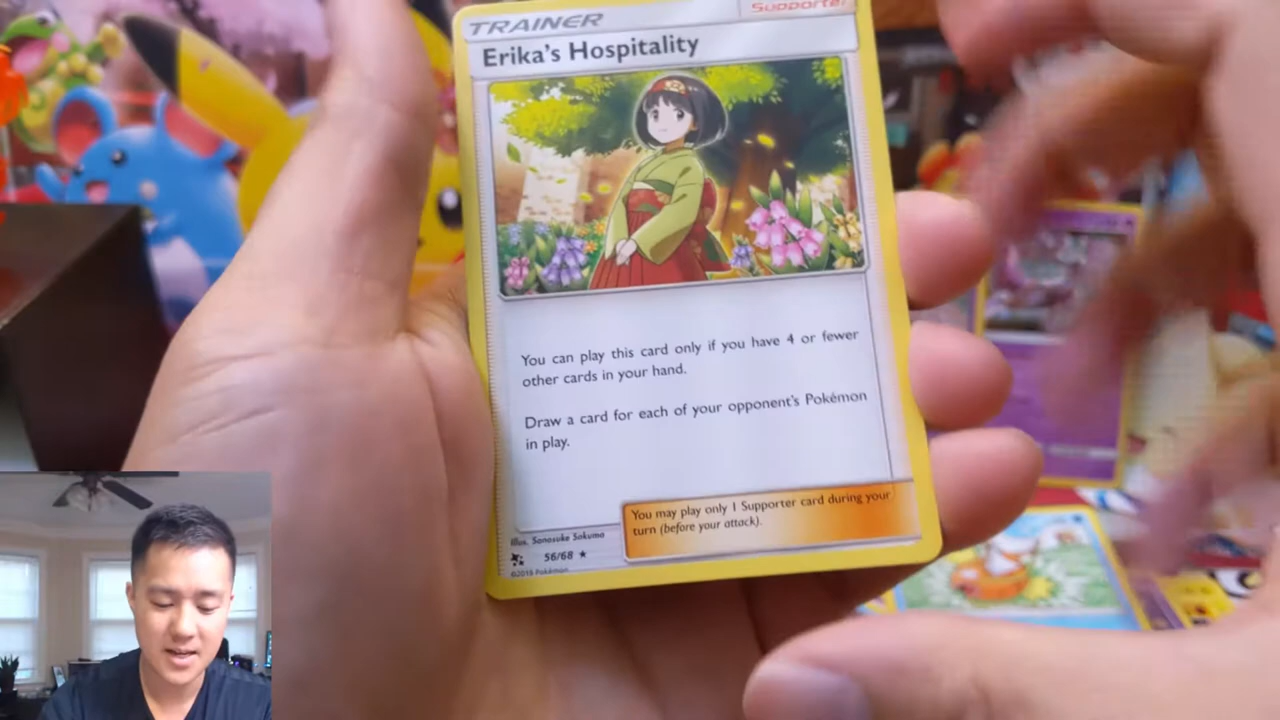 TRAINER
Supporter
Erika's Hospitality
You can play this card only if you have 4 or fewer
other cards in your hand.
Draw a card for each of your opponent's Pokémon
in play.
You may play only 1 Supporter card during your
turn (before your attack).
Illus. Sanosuke Sakuma
56/68 ★
©2019 Pokémon